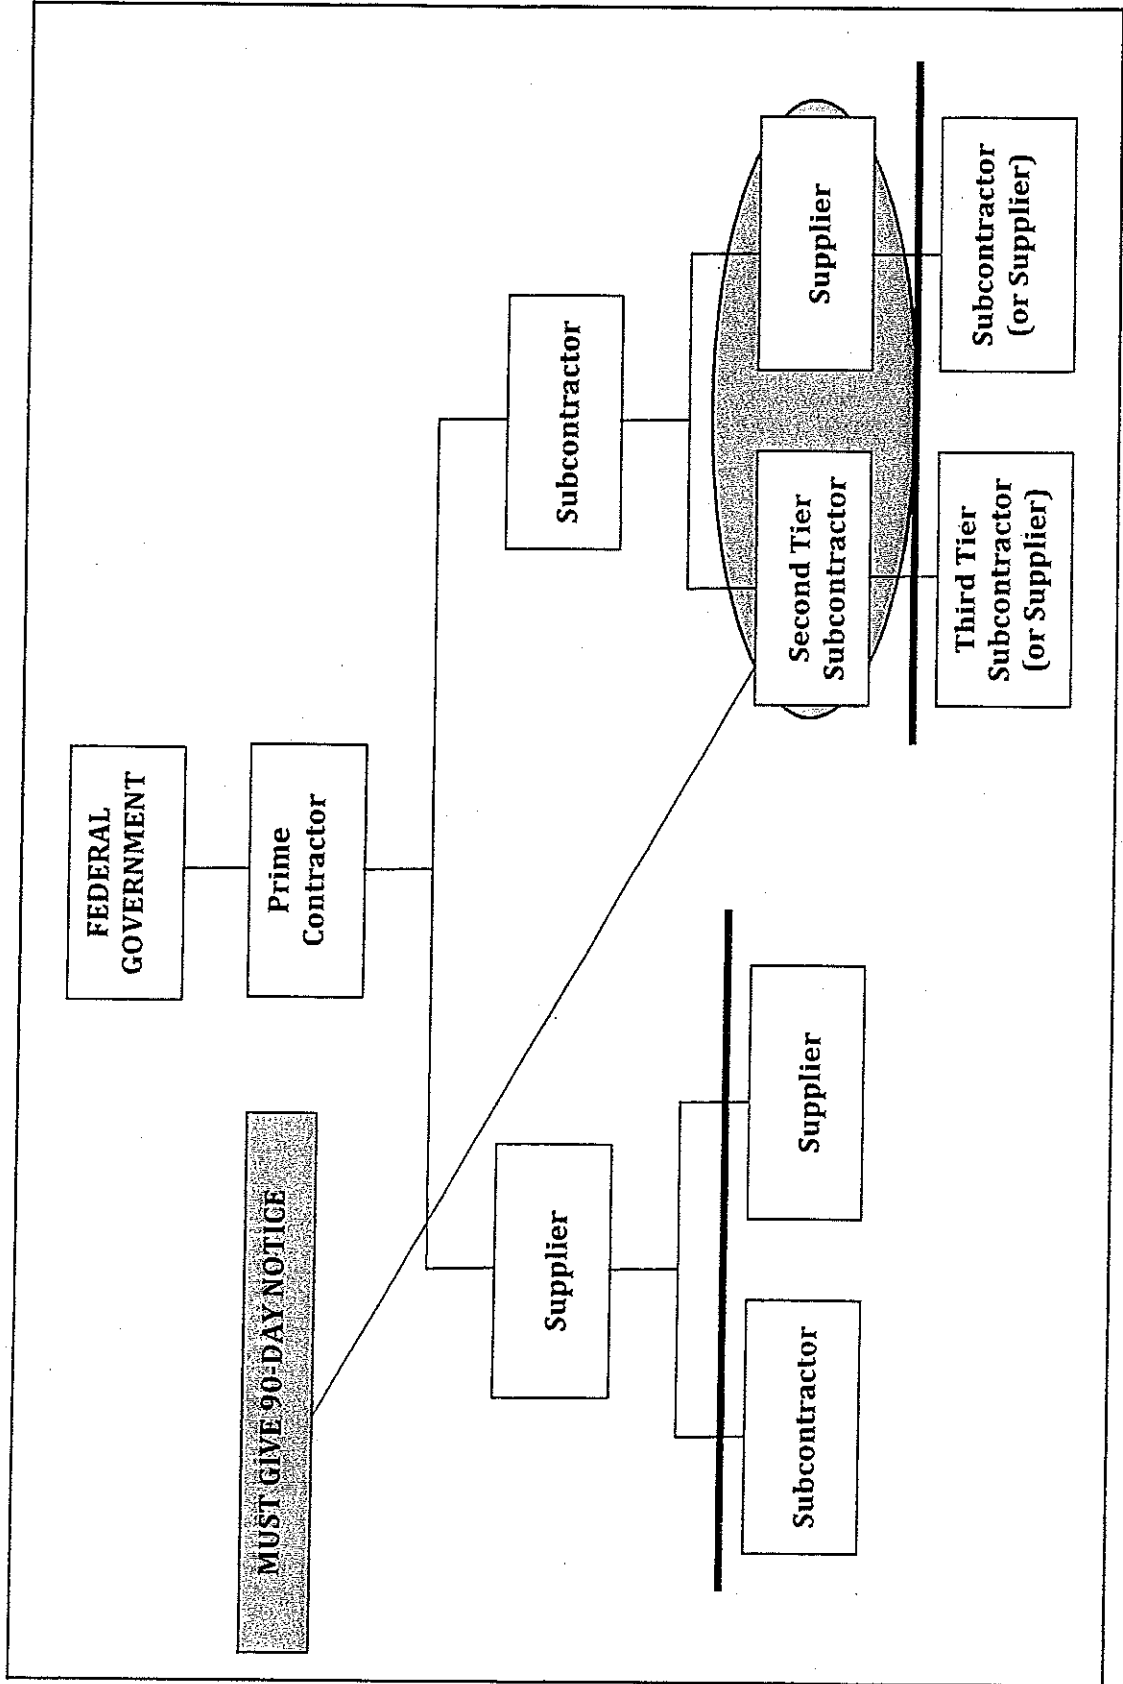 FEDERAL
GOVERNMENT
MUST GIVE 90-DAY NOTICE
Prime
Contractor
Supplier
Subcontractor
Subcontractor
Supplier
Second Tier
Subcontractor
Supplier
Third Tier
Subcontractor
(or Supplier)
Subcontractor
(or Supplier)